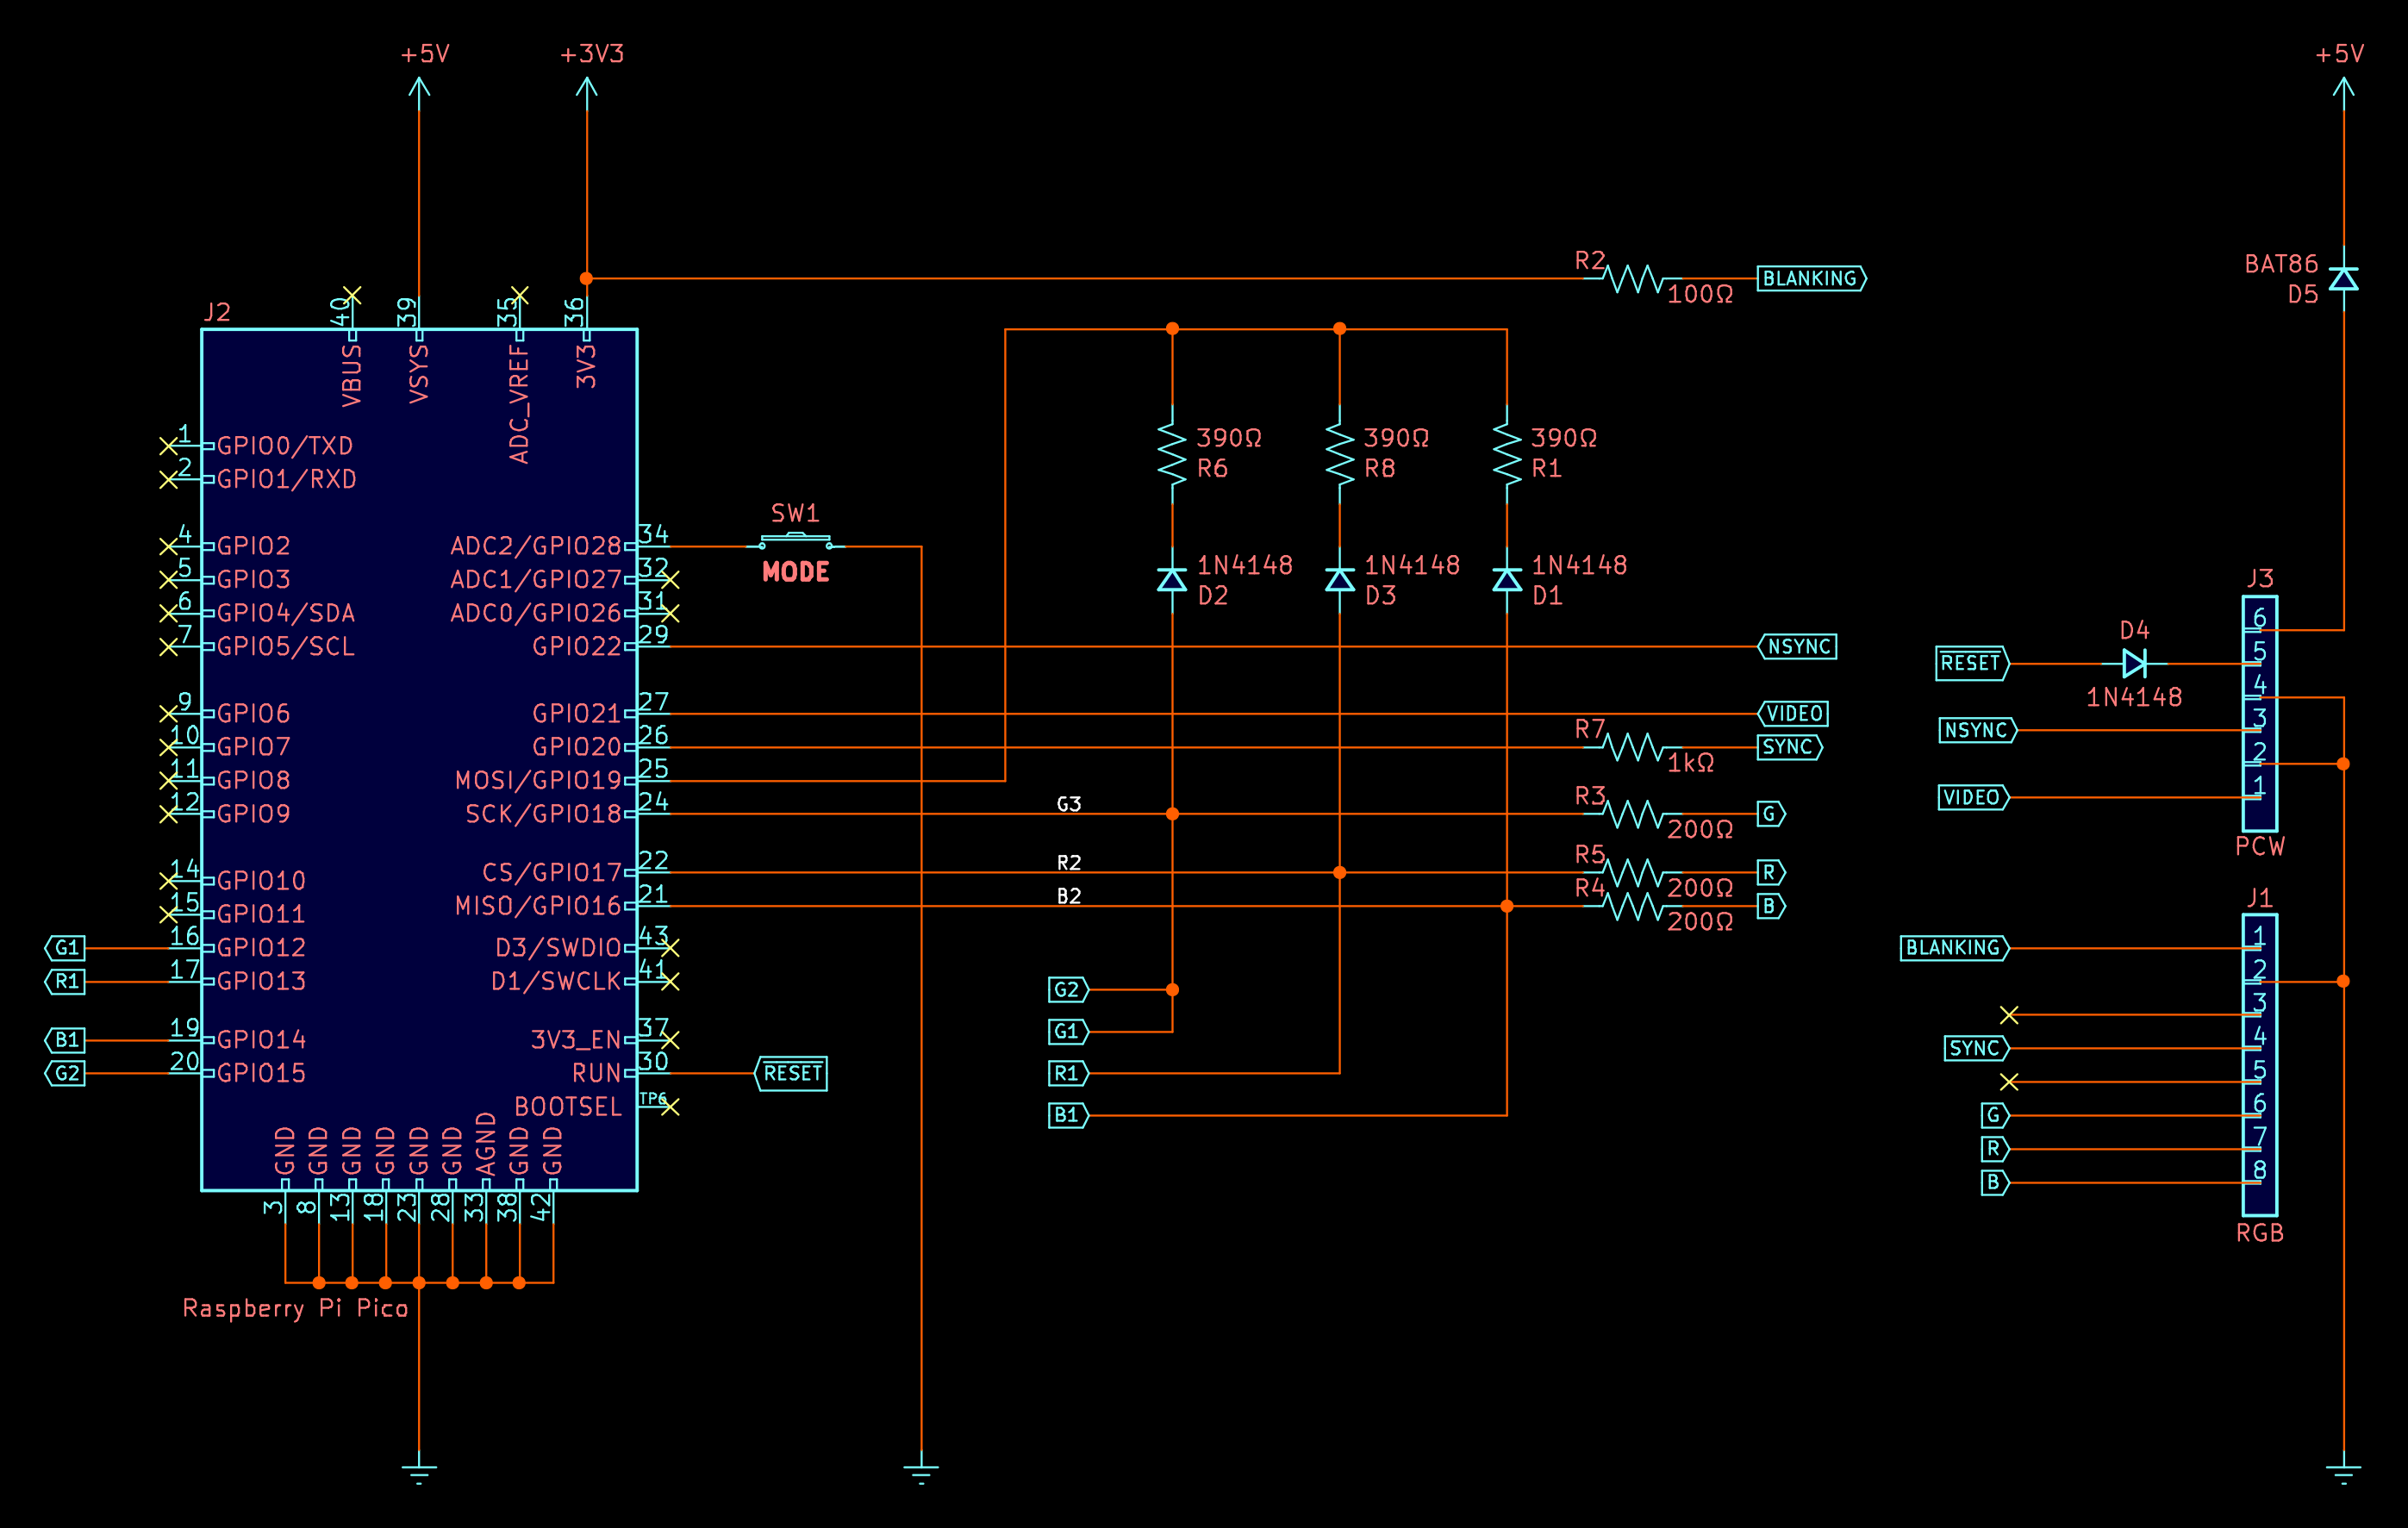 +5V
+3V3
+5V
R2
100Ω
BLANKING
BAT86
D5
J2
40
39
35
36
VBUS
VSYS
ADC_VREF
3V3
1
GPIO0/TXD
2
GPIO1/RXD
4
GPIO2
5
GPIO3
6
GPIO4/SDA
7
GPIO5/SCL
9
GPIO6
10
GPIO7
11
GPIO8
12
GPIO9
14
GPIO10
15
GPIO11
G1
16
GPIO12
R1
17
GPIO13
B1
19
GPIO14
G2
20
GPIO15
ADC2/GPIO28
34
ADC1/GPIO27
32
ADC0/GPIO26
31
GPIO22
29
GPIO21
27
GPIO20
26
MOSI/GPIO19
25
SCK/GPIO18
24
CS/GPIO17
22
MISO/GPIO16
21
D3/SWDIO
43
D1/SWCLK
41
3V3_EN
37
RUN
30
BOOTSEL
TP6
RESET
GND
GND
GND
GND
GND
GND
AGND
GND
GND
3
8
13
18
23
28
33
38
42
Raspberry Pi Pico
SW1
MODE
390Ω
R6
390Ω
R8
390Ω
R1
1N4148
D2
1N4148
D3
1N4148
D1
NSYNC
VIDEO
R7
1kΩ
SYNC
G3
R3
200Ω
G
R2
R5
200Ω
R
B2
R4
200Ω
B
G2
G1
R1
B1
J3
6
5
4
3
2
1
PCW
RESET
D4
1N4148
NSYNC
VIDEO
J1
1
2
3
4
5
6
7
8
RGB
BLANKING
SYNC
G
R
B